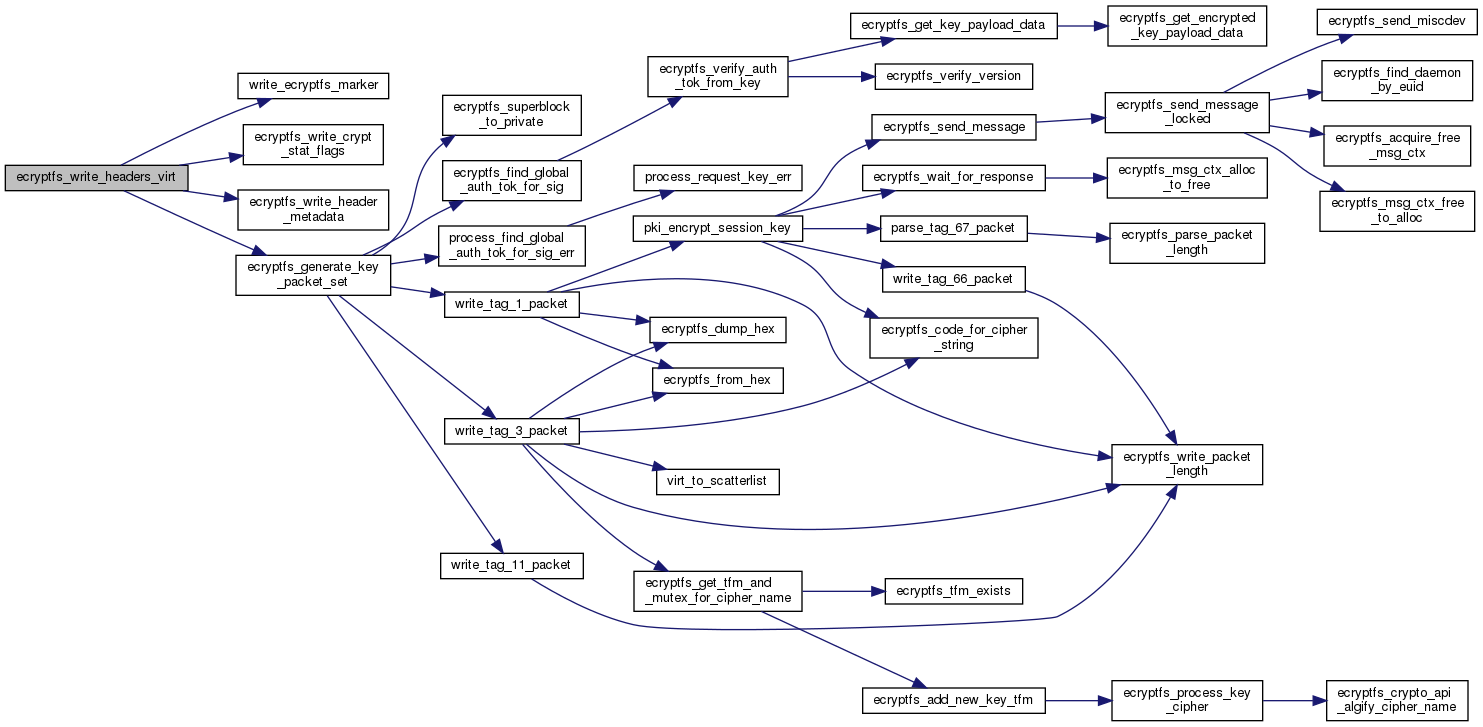 ecryptfs_write_headers_virt
write_ecryptfs_marker
ecryptfs_write_crypt
_stat_flags
ecryptfs_write_header
_metadata
ecryptfs_generate_key
_packet_set
ecryptfs_superblock
_to_private
ecryptfs_find_global
_auth_tok_for_sig
process_find_global
_auth_tok_for_sig_err
write_tag_1_packet
write_tag_3_packet
write_tag_11_packet
ecryptfs_verify_auth
_tok_from_key
process_request_key_err
pki_encrypt_session_key
ecryptfs_dump_hex
ecryptfs_from_hex
virt_to_scatterlist
ecryptfs_get_tfm_and
_mutex_for_cipher_name
ecryptfs_get_key_payload_data
ecryptfs_verify_version
ecryptfs_send_message
ecryptfs_wait_for_response
parse_tag_67_packet
write_tag_66_packet
ecryptfs_code_for_cipher
_string
ecryptfs_tfm_exists
ecryptfs_add_new_key_tfm
ecryptfs_get_encrypted
_key_payload_data
ecryptfs_send_message
_locked
ecryptfs_msg_ctx_alloc
_to_free
ecryptfs_parse_packet
_length
ecryptfs_write_packet
_length
ecryptfs_process_key
_cipher
ecryptfs_send_miscdev
ecryptfs_find_daemon
_by_euid
ecryptfs_acquire_free
_msg_ctx
ecryptfs_msg_ctx_free
_to_alloc
ecryptfs_crypto_api
_algify_cipher_name